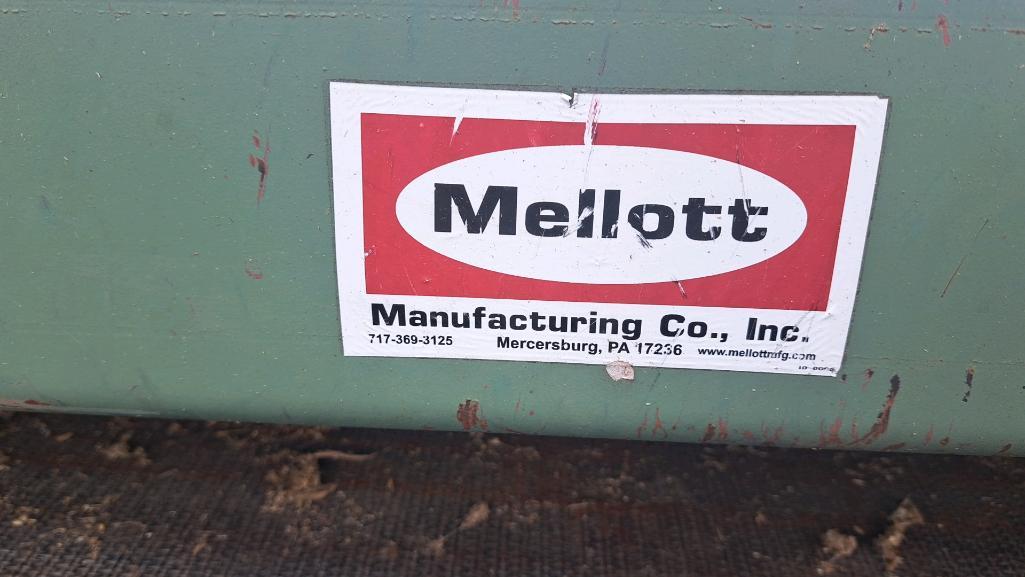 Mellott
Manufacturing Co., Inc.
717-369-3125 Mercersburg, PA 17236 www.mellottmfg.com